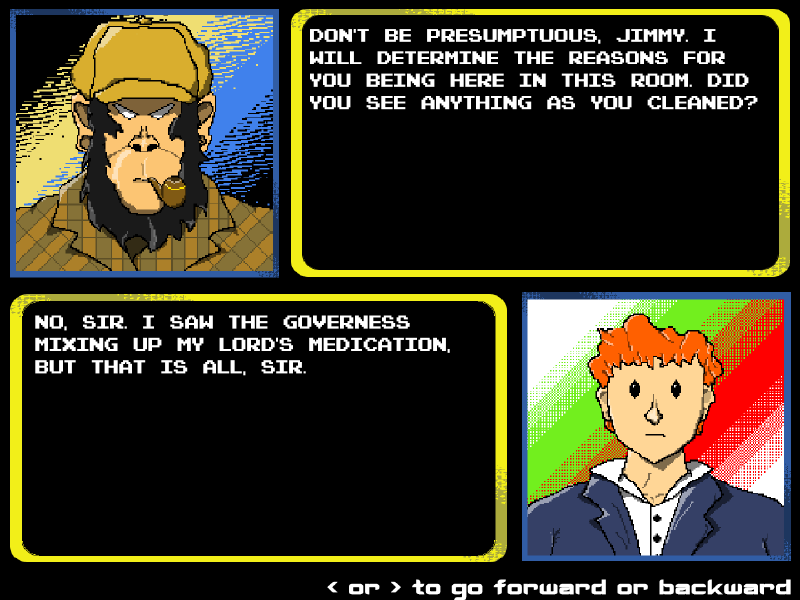 DON'T BE PRESUMPTUOUS, JIMMY. I
WILL DETERMINE THE REASONS FOR
YOU BEING HERE IN THIS ROOM. DID
YOU SEE ANYTHING AS YOU CLEANED?
NO, SIR. I SAW THE GOVERNESS
MIXING UP MY LORD'S MEDICATION,
BUT THAT IS ALL, SIR.
< or > to go forward or backward